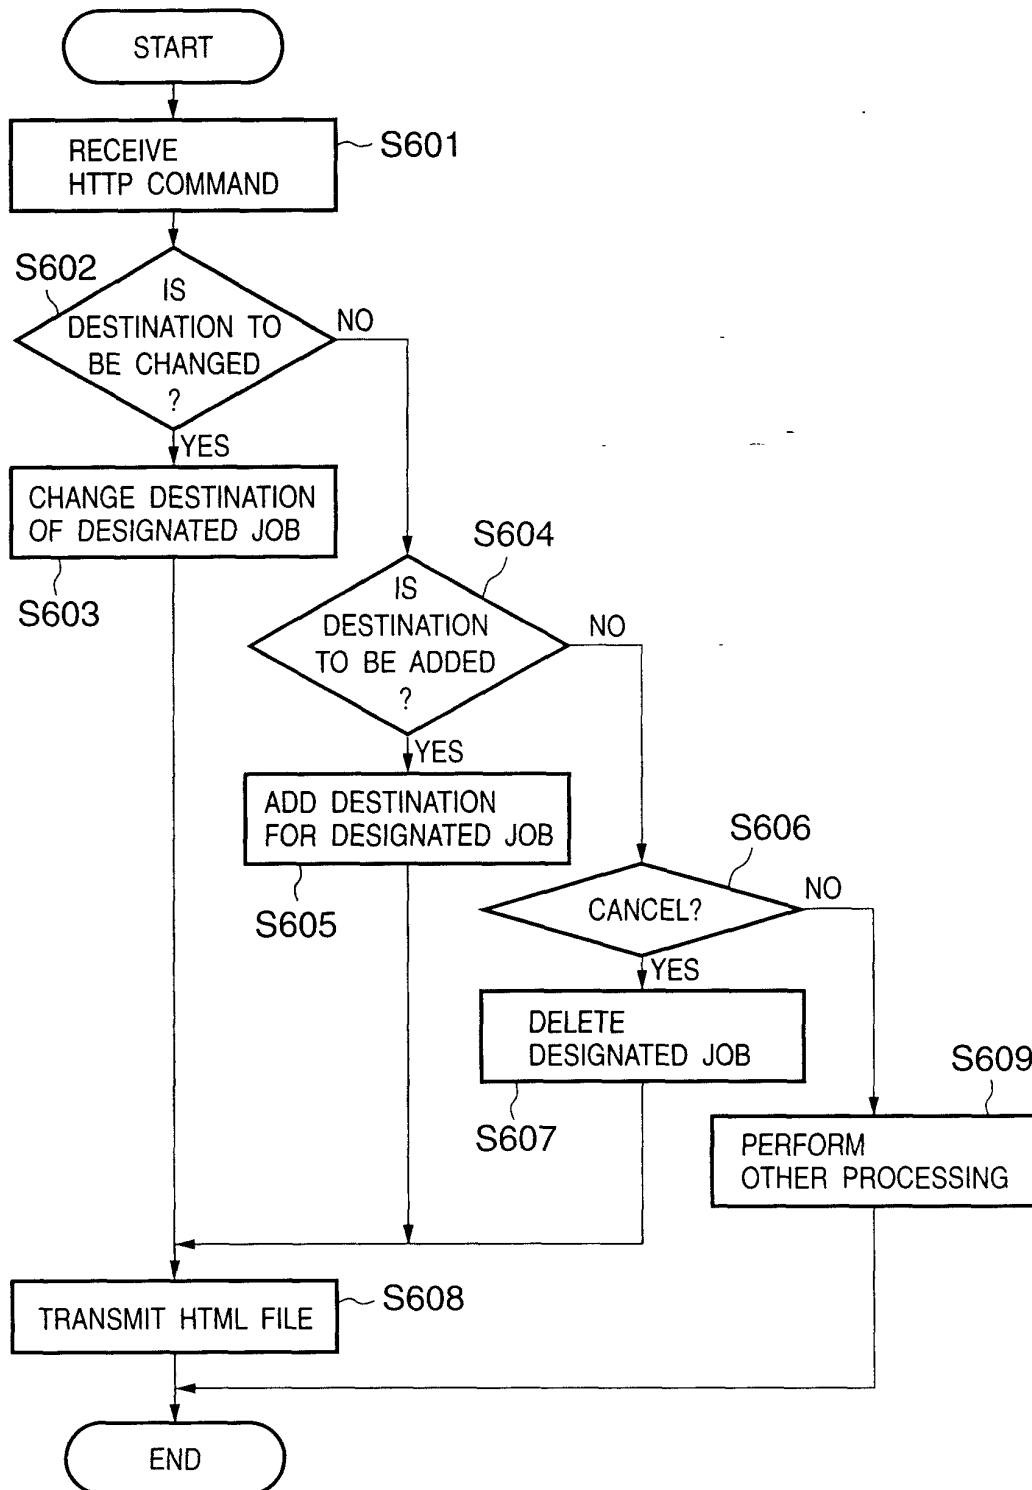 START
RECEIVE
HTTP COMMAND
S601
S602
IS
DESTINATION TO
BE CHANGED
?
NO
YES
CHANGE DESTINATION
OF DESIGNATED JOB
S603
S604
IS
DESTINATION
TO BE ADDED
?
NO
YES
ADD DESTINATION
FOR DESIGNATED JOB
S605
S606
CANCEL?
NO
YES
DELETE
DESIGNATED JOB
S607
S609
PERFORM
OTHER PROCESSING
TRANSMIT HTML FILE
S608
END